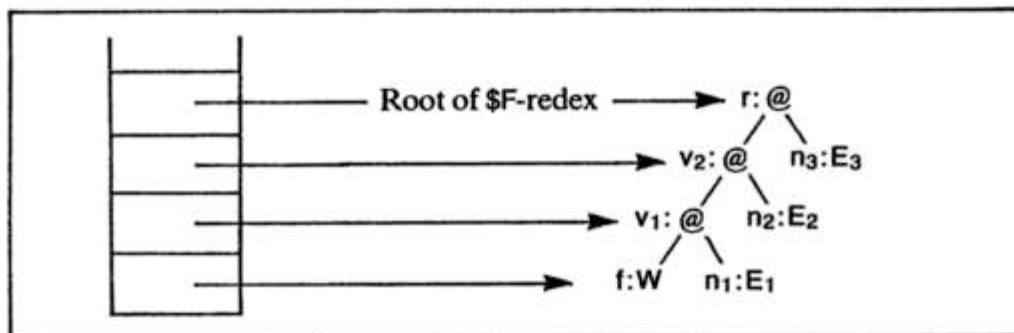 Root of $F-redex r: @
v₂: @ n₃:E₃
v₁: @ n₂:E₂
f:W n₁:E₁